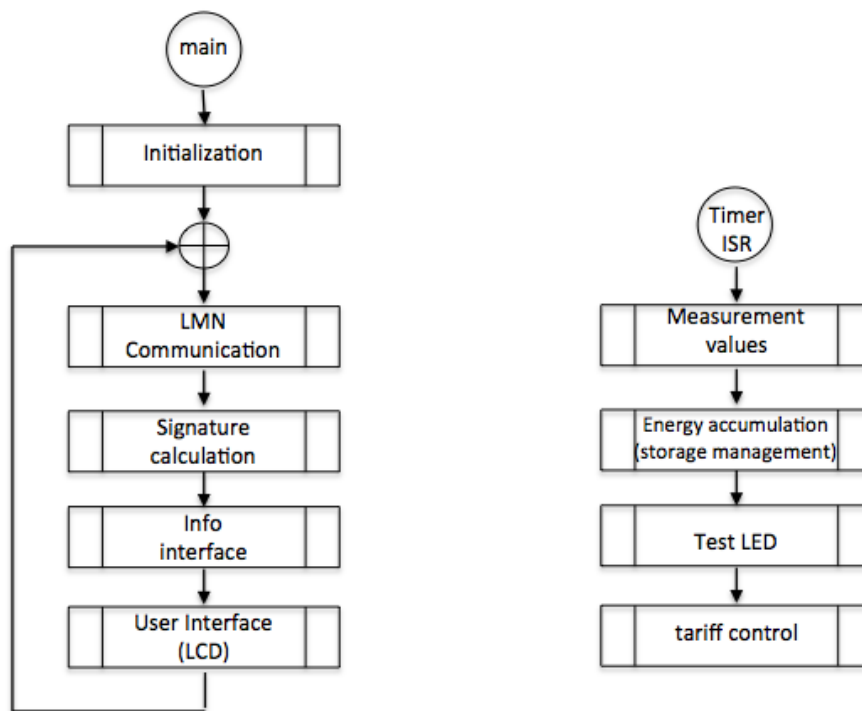 main
Initialization
LMN
Communication
Signature
calculation
Info
interface
User Interface
(LCD)
Timer
ISR
Measurement
values
Energy accumulation
(storage management)
Test LED
tariff control